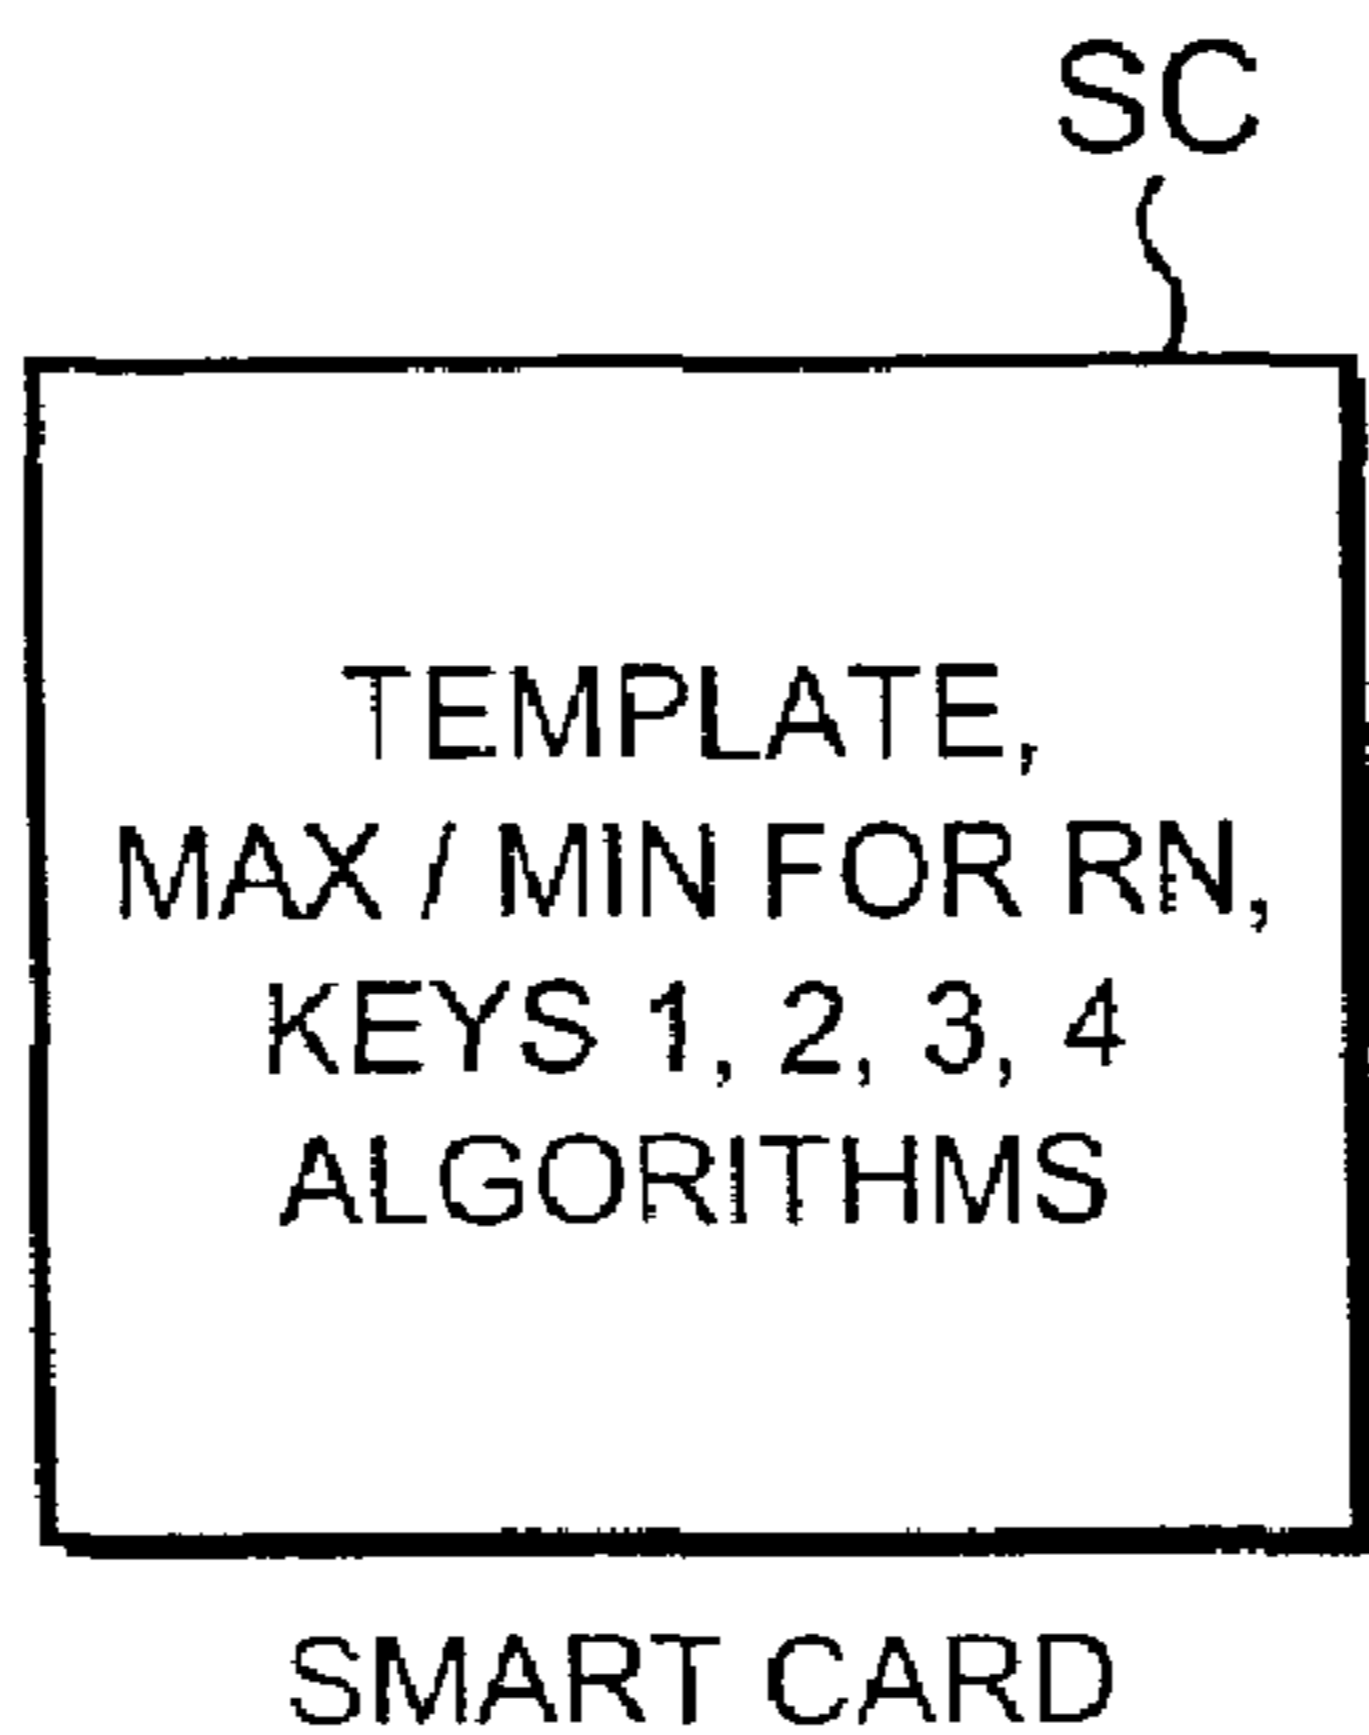 SC
TEMPLATE,
MAX / MIN FOR RN,
KEYS 1, 2, 3, 4
ALGORITHMS
SMART CARD